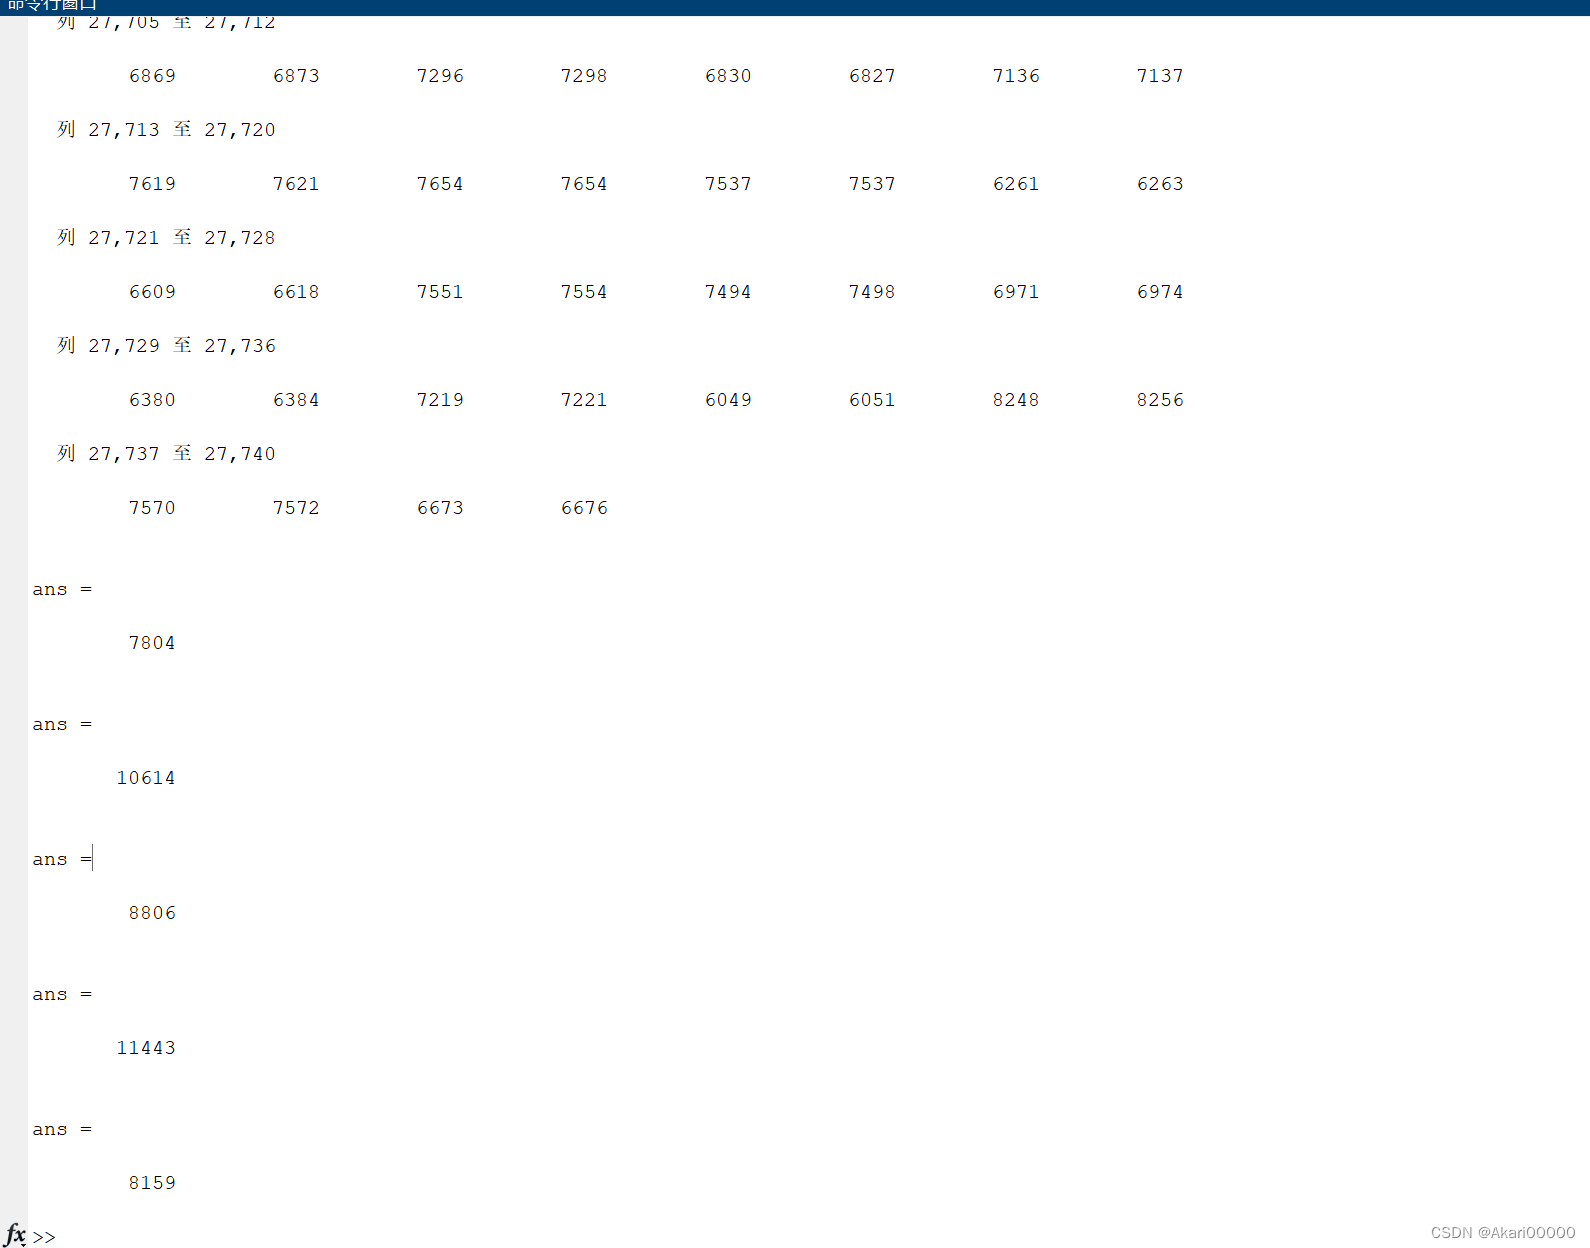 命令行窗口
列 27,705 至 27,712
6869 6873 7296 7298 6830 6827 7136 7137
列 27,713 至 27,720
7619 7621 7654 7654 7537 7537 6261 6263
列 27,721 至 27,728
6609 6618 7551 7554 7494 7498 6971 6974
列 27,729 至 27,736
6380 6384 7219 7221 6049 6051 8248 8256
列 27,737 至 27,740
7570 7572 6673 6676
ans =
7804
ans =
10614
ans =
8806
ans =
11443
ans =
8159
fx >>
CSDN @Akari00000